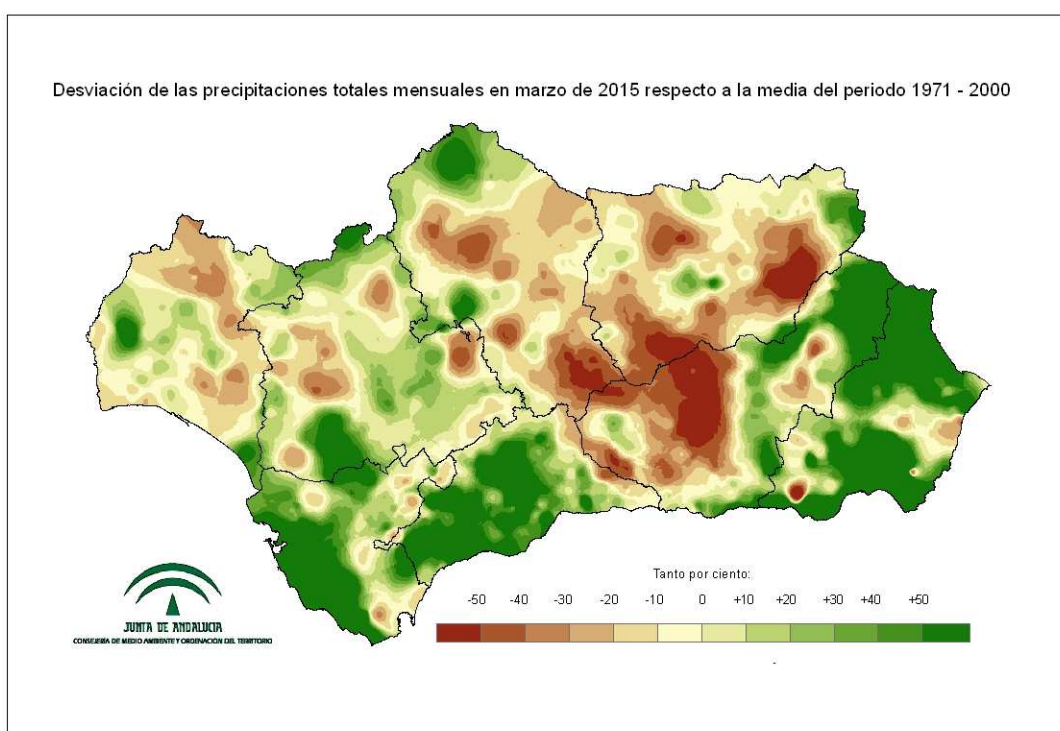 Desviación de las precipitaciones totales mensuales en marzo de 2015 respecto a la media del periodo 1971 - 2000
Tanto por ciento:
-50 -40 -30 -20 -10 0 +10 +20 +30 +40 +50
JUNTA DE ANDALUCIA
CONSEJERÍA DE MEDIO AMBIENTE Y ORDENACIÓN DEL TERRITORIO